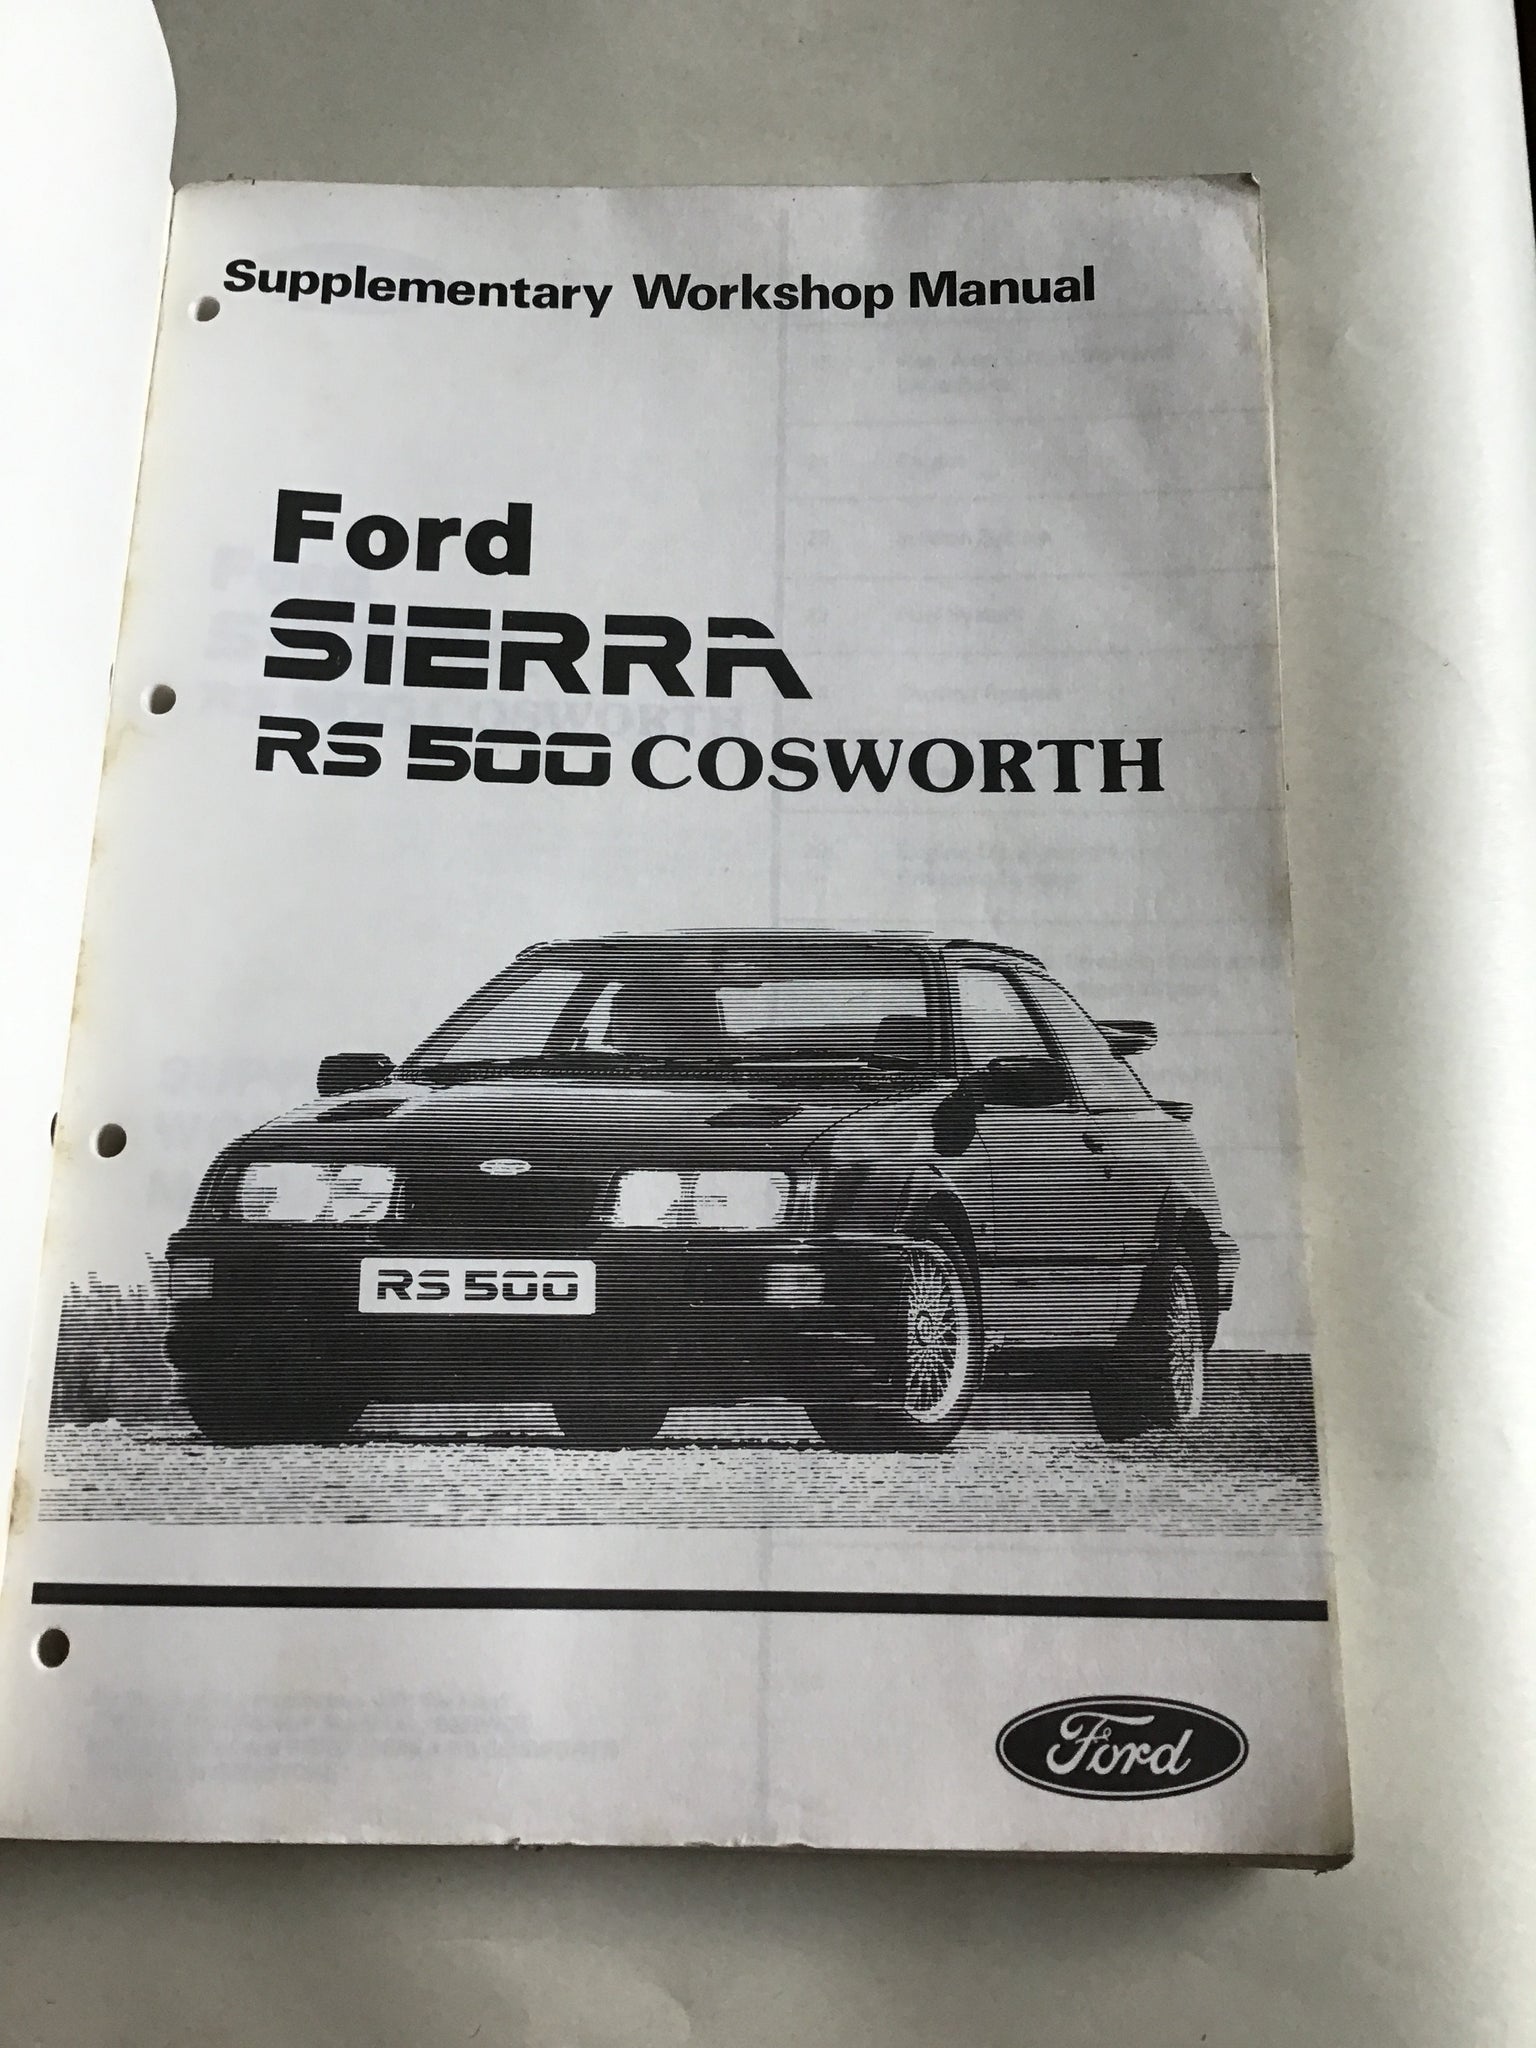 Supplementary Workshop Manual
Ford
SiERRA
RS 500 COSWORTH
RS 500
Ford